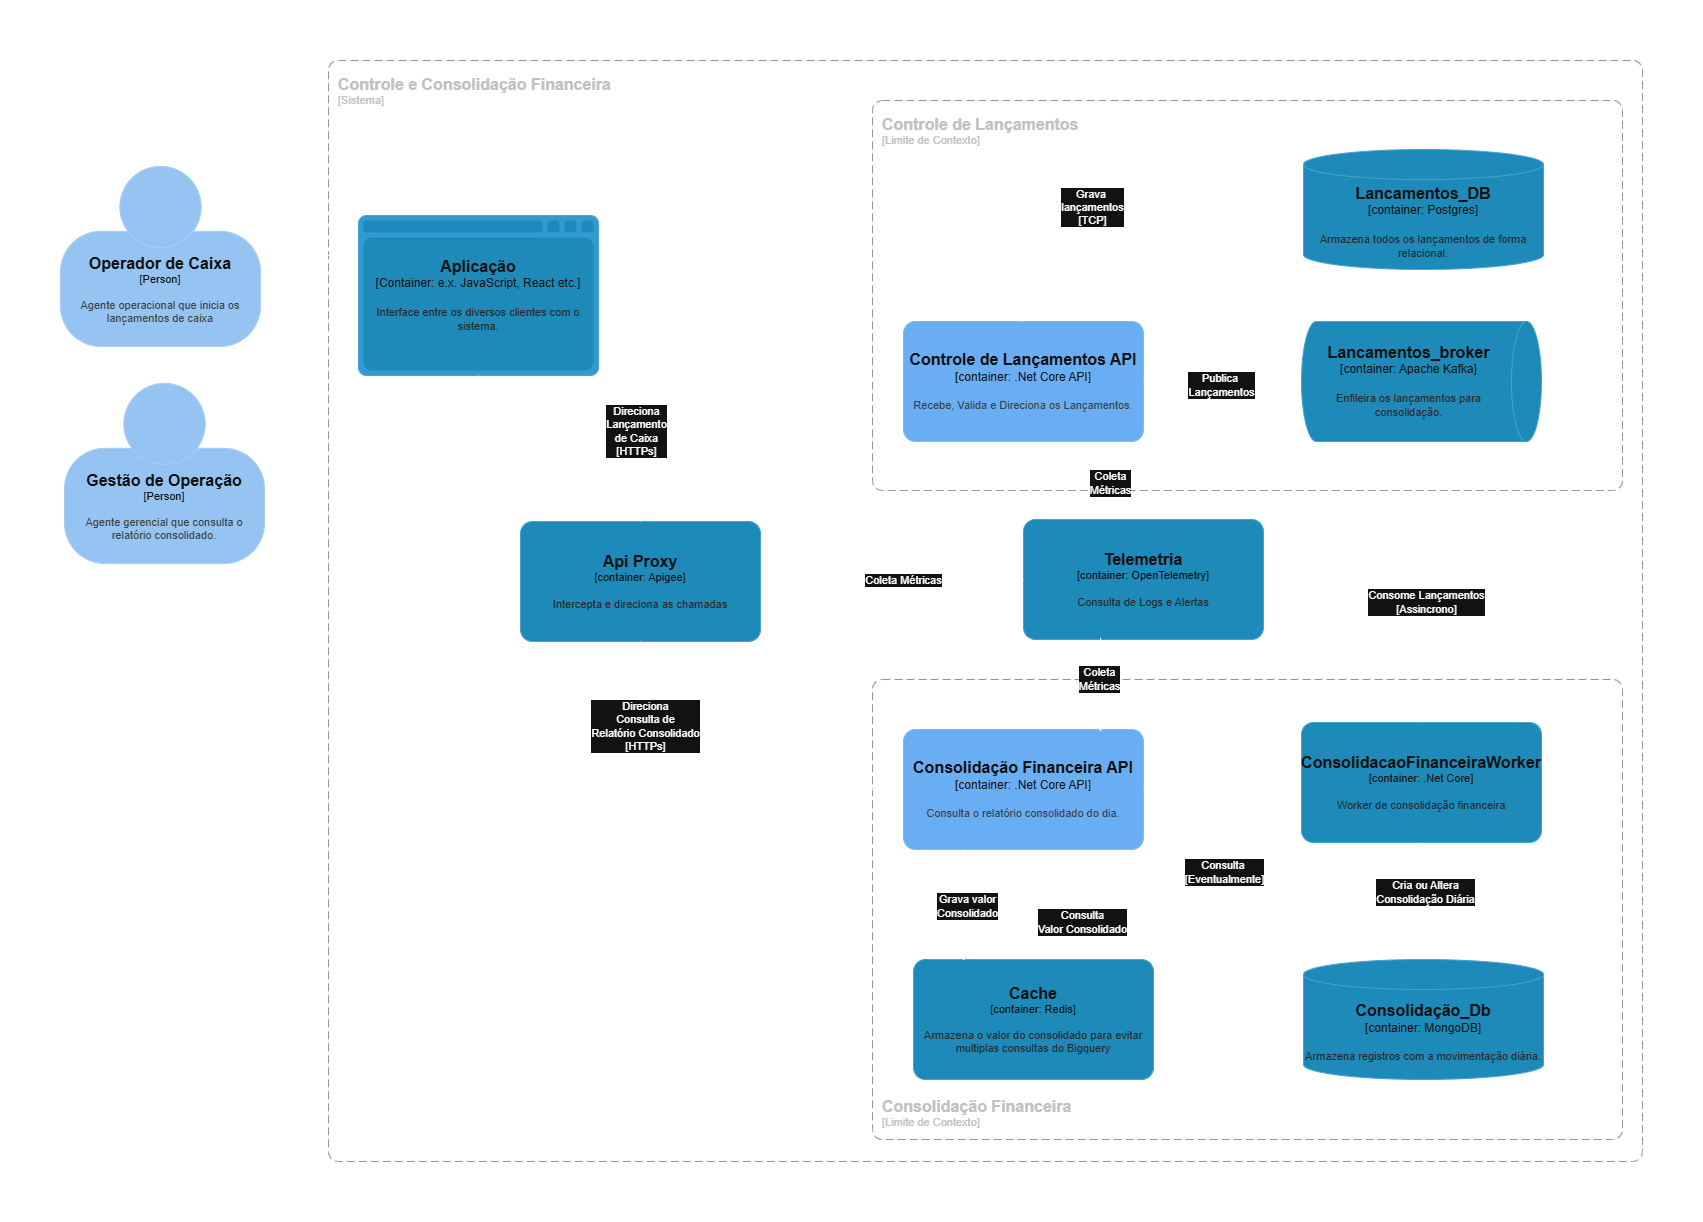 Controle e Consolidação Financeira
[Sistema]
Controle de Lançamentos
[Limite de Contexto]
Operador de Caixa
[Person]
Agente operacional que inicia os
lançamentos de caixa
Gestão de Operação
[Person]
Agente gerencial que consulta o
relatório consolidado.
Aplicação
[Container: e.x. JavaScript, React etc.]
Interface entre os diversos clientes com o
sistema.
Direciona
Lançamento
de Caixa
[HTTPs]
Grava
lançamentos
[TCP]
Lancamentos_DB
[container: Postgres]
Armazena todos os lançamentos de forma
relacional.
Controle de Lançamentos API
[container: .Net Core API]
Recebe, Valida e Direciona os Lançamentos.
Publica
Lançamentos
Lancamentos_broker
[container: Apache Kafka]
Enfileira os lançamentos para
consolidação.
Coleta
Métricas
Api Proxy
[container: Apigee]
Intercepta e direciona as chamadas
Coleta Métricas
Telemetria
[container: OpenTelemetry]
Consulta de Logs e Alertas
Consome Lançamentos
[Assincrono]
Coleta
Métricas
Direciona
Consulta de
Relatório Consolidado
[HTTPs]
Consolidação Financeira API
[container: .Net Core API]
Consulta o relatório consolidado do dia.
ConsolidacaoFinanceiraWorker
[container: .Net Core]
Worker de consolidação financeira
Consulta
[Eventualmente]
Grava valor
Consolidado
Consulta
Valor Consolidado
Cria ou Altera
Consolidação Diária
Cache
[container: Redis]
Armazena o valor do consolidado para evitar
multiplas consultas do Bigquery
Consolidação_Db
[container: MongoDB]
Armazena registros com a movimentação diária.
Consolidação Financeira
[Limite de Contexto]